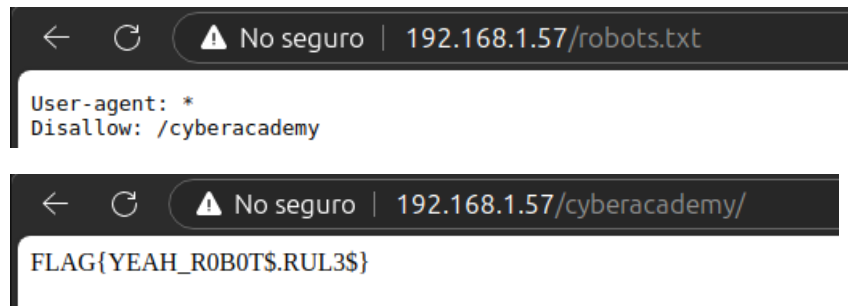 No seguro | 192.168.1.57/robots.txt
User-agent: *
Disallow: /cyberacademy
No seguro | 192.168.1.57/cyberacademy/
FLAG{YEAH_R0B0T$.RUL3$}